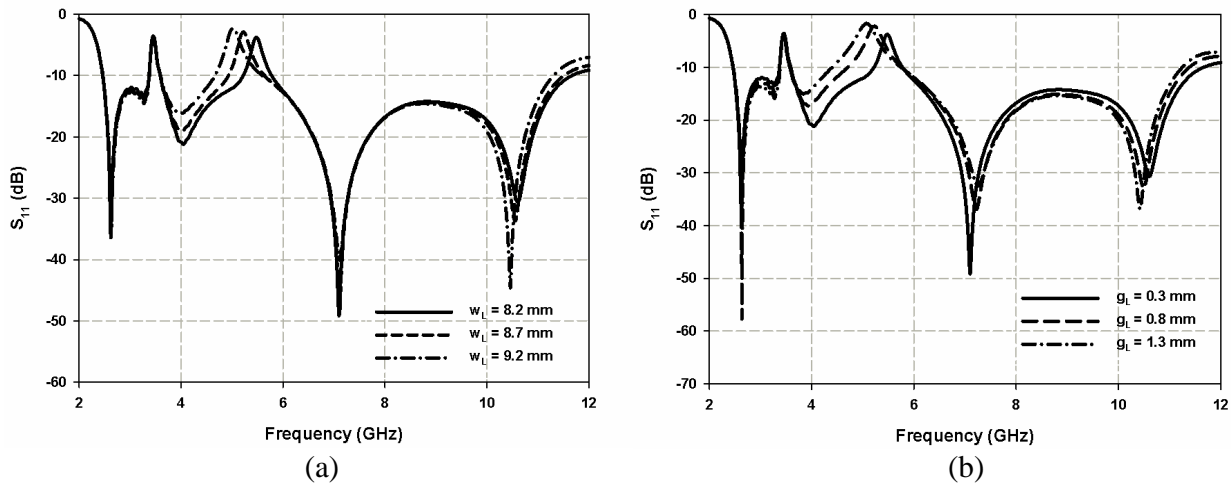 0
-10
-20
-30
-40
-50
-60
S11 (dB)
2 4 6 8 10 12
Frequency (GHz)
wL = 8.2 mm
wL = 8.7 mm
wL = 9.2 mm
(a)
0
-10
-20
-30
-40
-50
-60
-70
S11 (dB)
2 4 6 8 10 12
Frequency (GHz)
gL = 0.3 mm
gL = 0.8 mm
gL = 1.3 mm
(b)